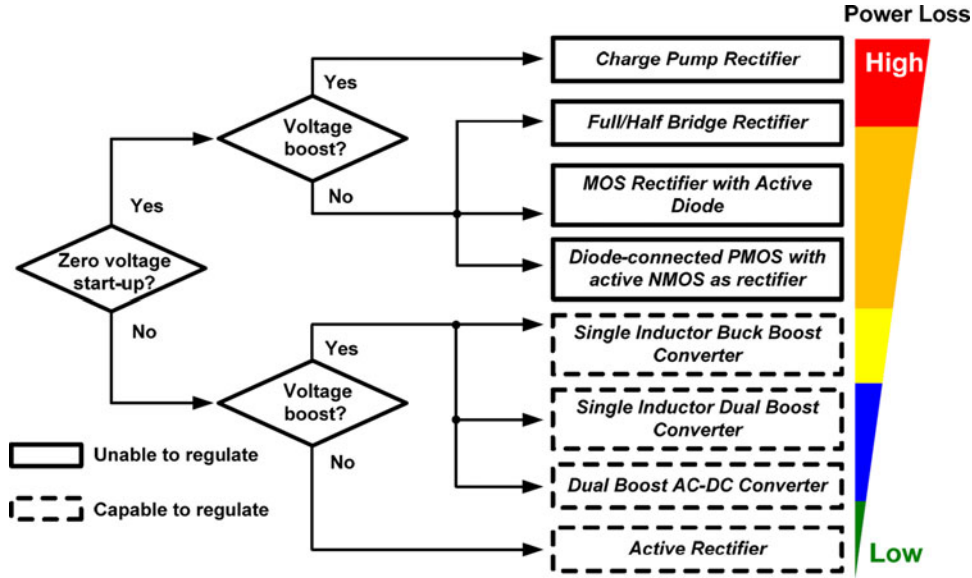 Power Loss
High
Charge Pump Rectifier
Yes
Voltage
boost?
Full/Half Bridge Rectifier
No
MOS Rectifier with Active
Diode
Yes
Zero voltage
start-up?
Diode-connected PMOS with
active NMOS as rectifier
No
Yes
Single Inductor Buck Boost
Converter
Voltage
boost?
Single Inductor Dual Boost
Converter
Unable to regulate
No
Dual Boost AC-DC Converter
Capable to regulate
Active Rectifier
Low